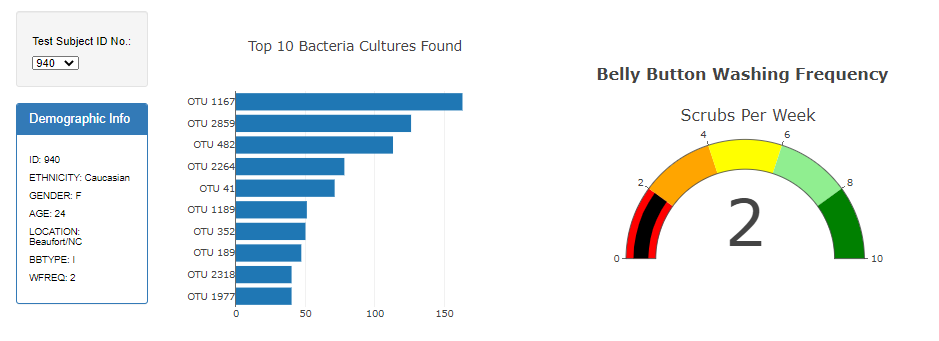 Test Subject ID No.:
940
Demographic Info
ID: 940
ETHNICITY: Caucasian
GENDER: F
AGE: 24
LOCATION:
Beaufort/NC
BBTYPE: I
WFREQ: 2
Top 10 Bacteria Cultures Found
OTU 1167
OTU 2859
OTU 482
OTU 2264
OTU 41
OTU 1189
OTU 352
OTU 189
OTU 2318
OTU 1977
0 50 100 150
Belly Button Washing Frequency
Scrubs Per Week
4 6
2 8
2
0 10